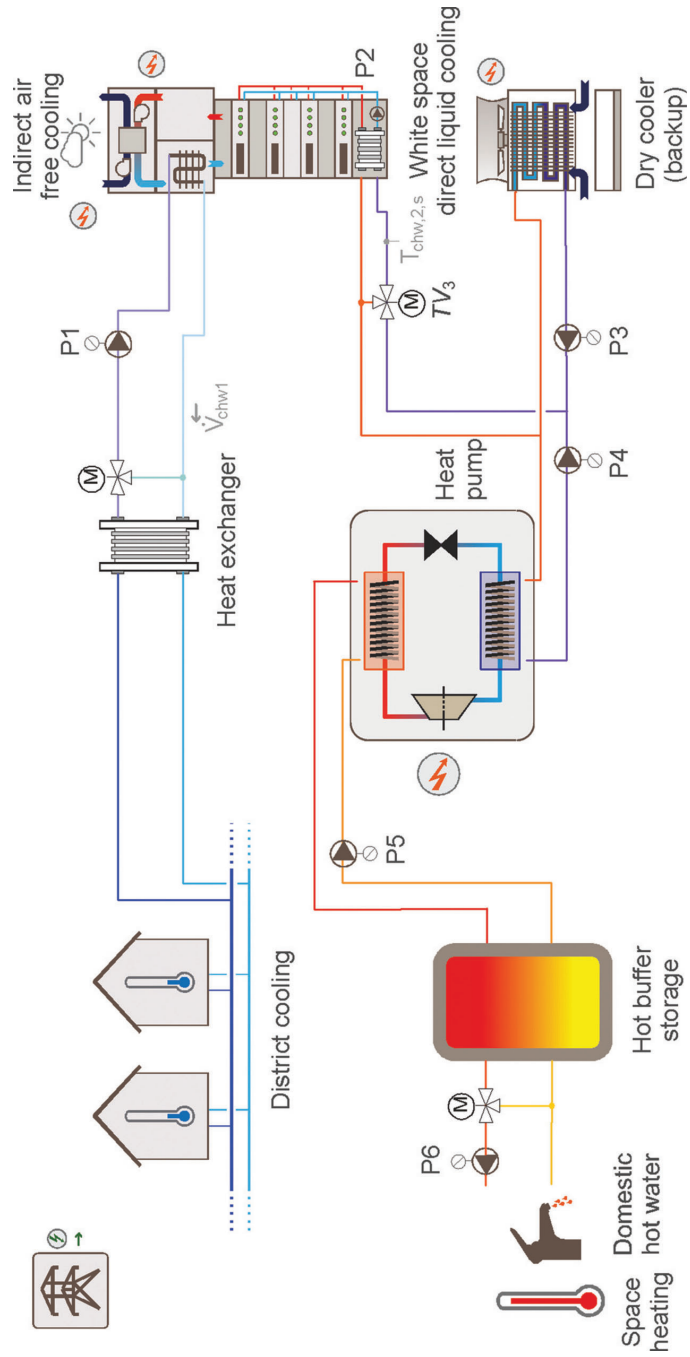 Indirect air
free cooling
P1
V̇chw1
Heat exchanger
District cooling
P2
White space
direct liquid cooling
Tchw,2,s
M
TV3
M
Heat
pump
P3
P4
Dry cooler
(backup)
P5
Hot buffer
storage
M
P6
Domestic
hot water
Space
heating